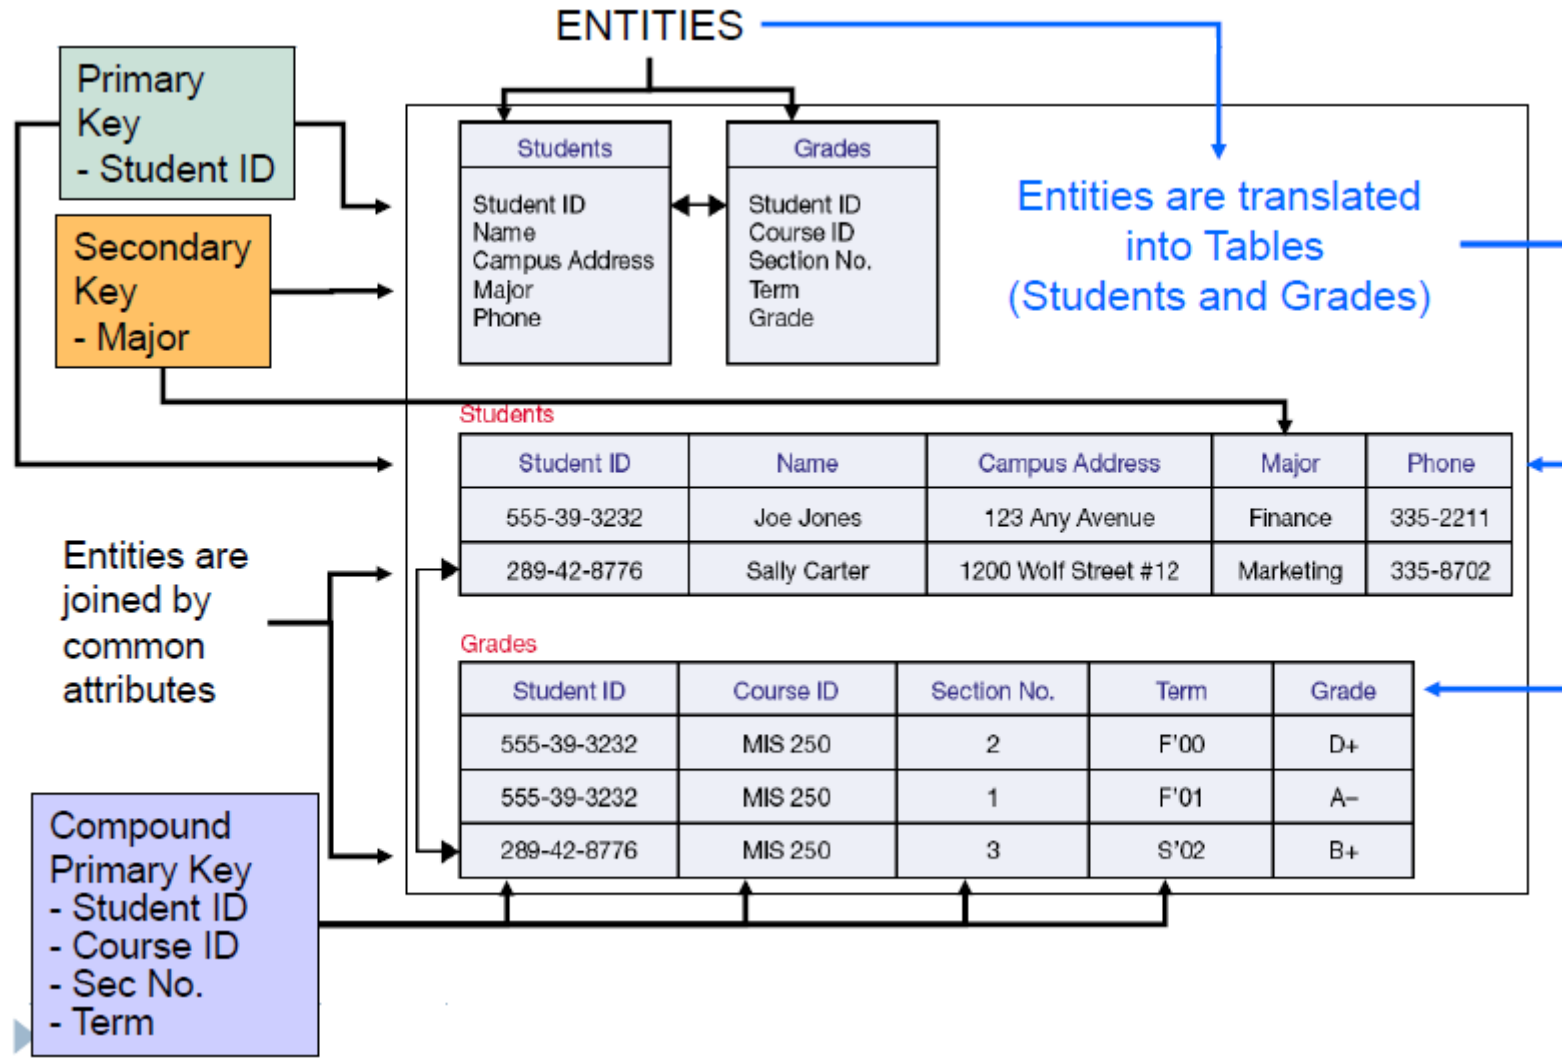 ENTITIES
Primary
Key
- Student ID
Secondary
Key
- Major
Students
Student ID
Name
Campus Address
Major
Phone
Grades
Student ID
Course ID
Section No.
Term
Grade
Entities are translated
into Tables
(Students and Grades)
Students
Student ID Name Campus Address Major Phone
555-39-3232 Joe Jones 123 Any Avenue Finance 335-2211
289-42-8776 Sally Carter 1200 Wolf Street #12 Marketing 335-8702
Entities are
joined by
common
attributes
Grades
Student ID Course ID Section No. Term Grade
555-39-3232 MIS 250 2 F'00 D+
555-39-3232 MIS 250 1 F'01 A–
289-42-8776 MIS 250 3 S'02 B+
Compound
Primary Key
- Student ID
- Course ID
- Sec No.
- Term